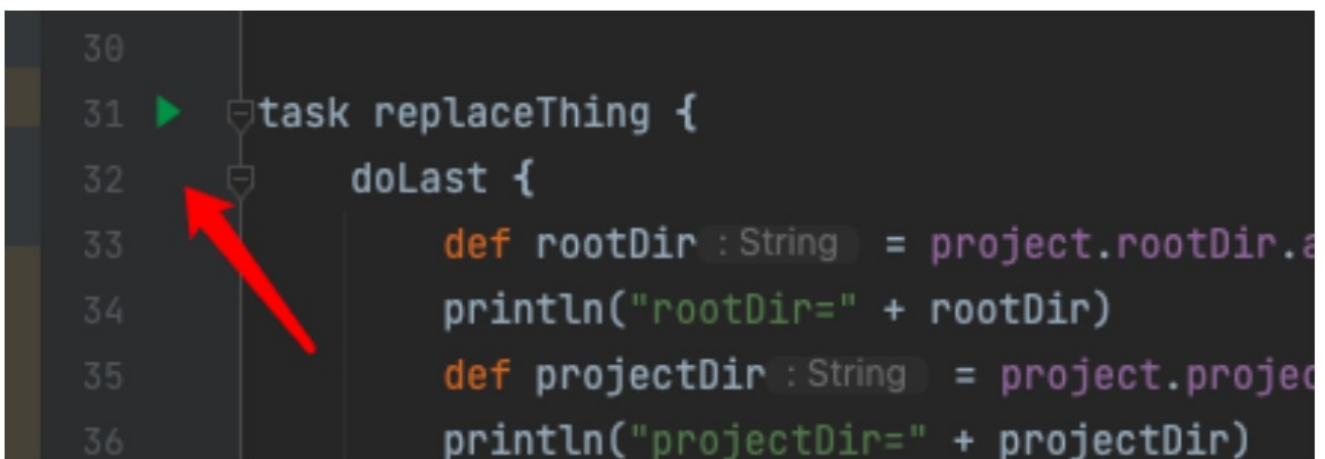 30
31 task replaceThing {
32 doLast {
33 def rootDir : String = project.rootDir.a
34 println("rootDir=" + rootDir)
35 def projectDir : String = project.projec
36 println("projectDir=" + projectDir)